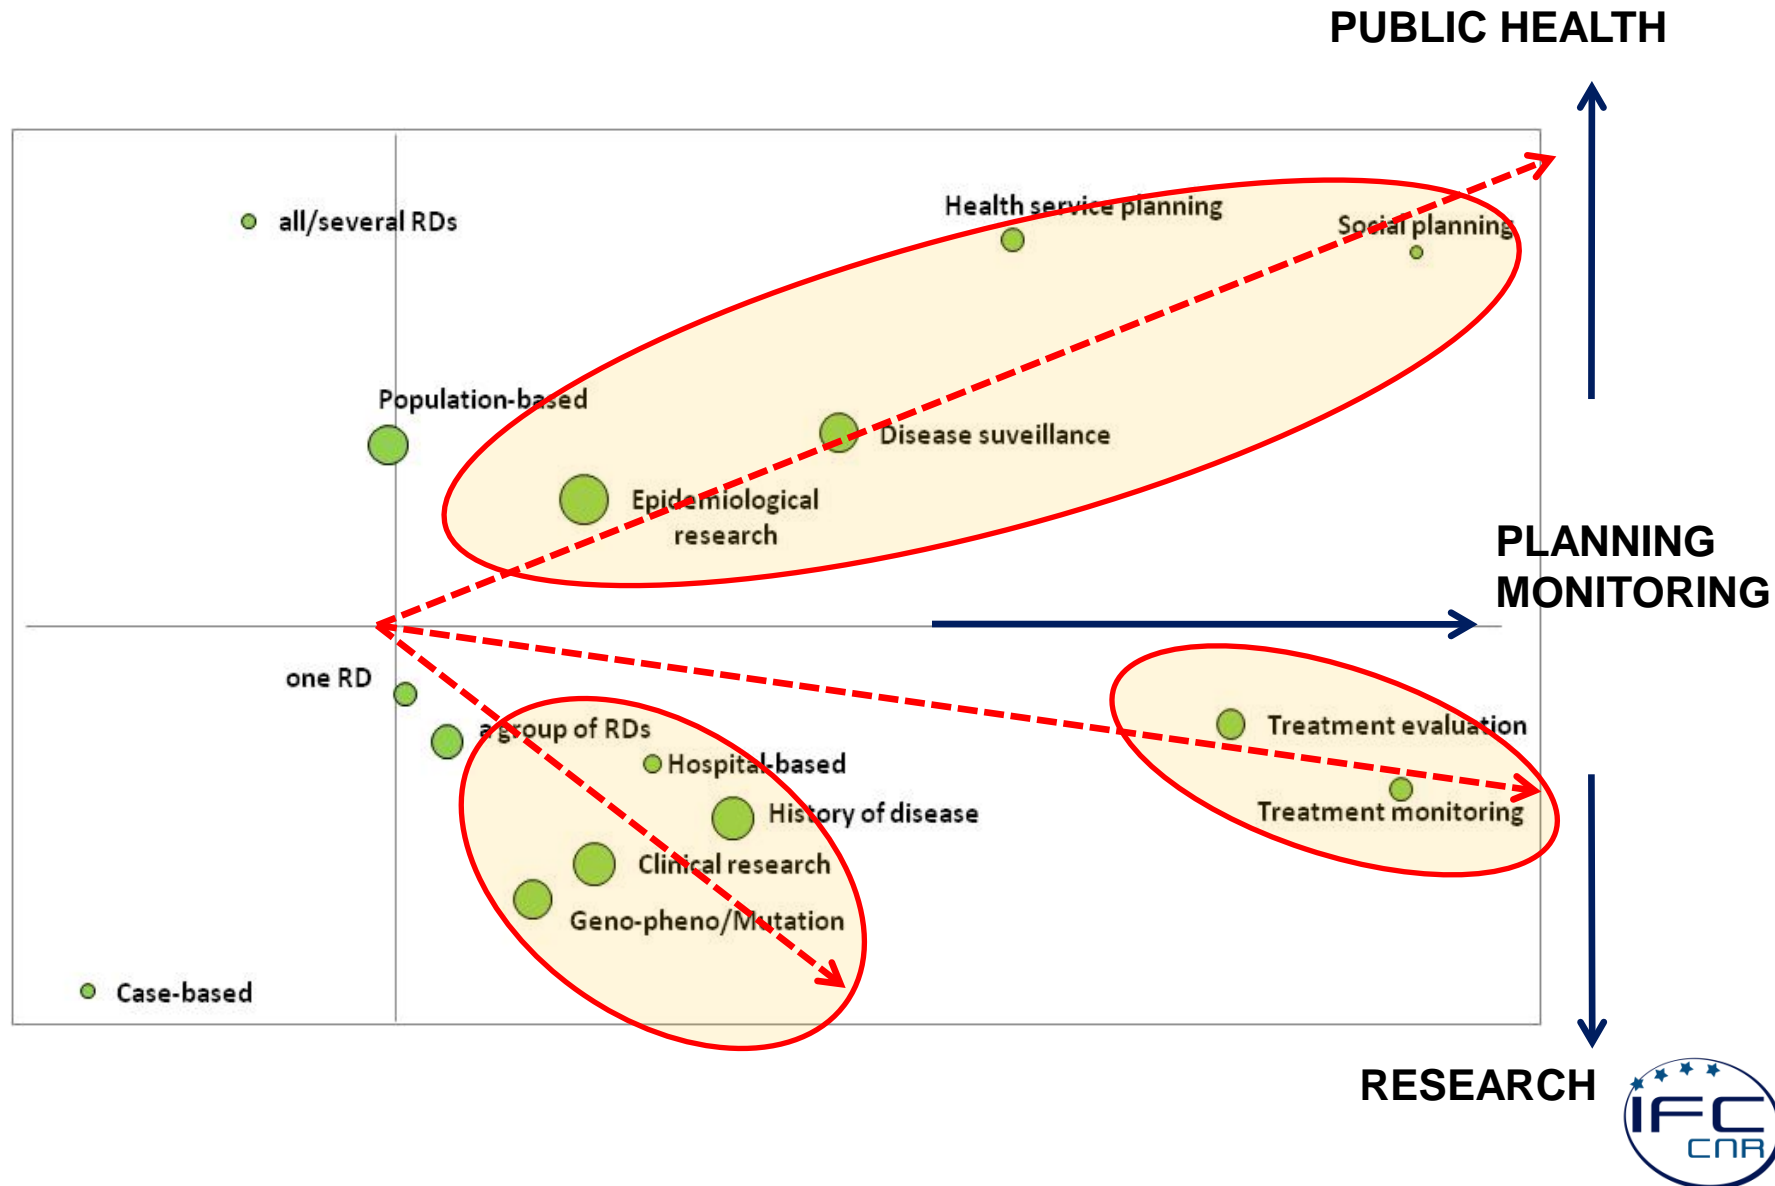 PUBLIC HEALTH
all/several RDs
Health service planning
Social planning
Population-based
Disease suveillance
Epidemiological
research
PLANNING
MONITORING
one RD
a group of RDs
Hospital-based
Treatment evaluation
History of disease
Treatment monitoring
Clinical research
Geno-pheno/Mutation
Case-based
RESEARCH
IFC
CNR